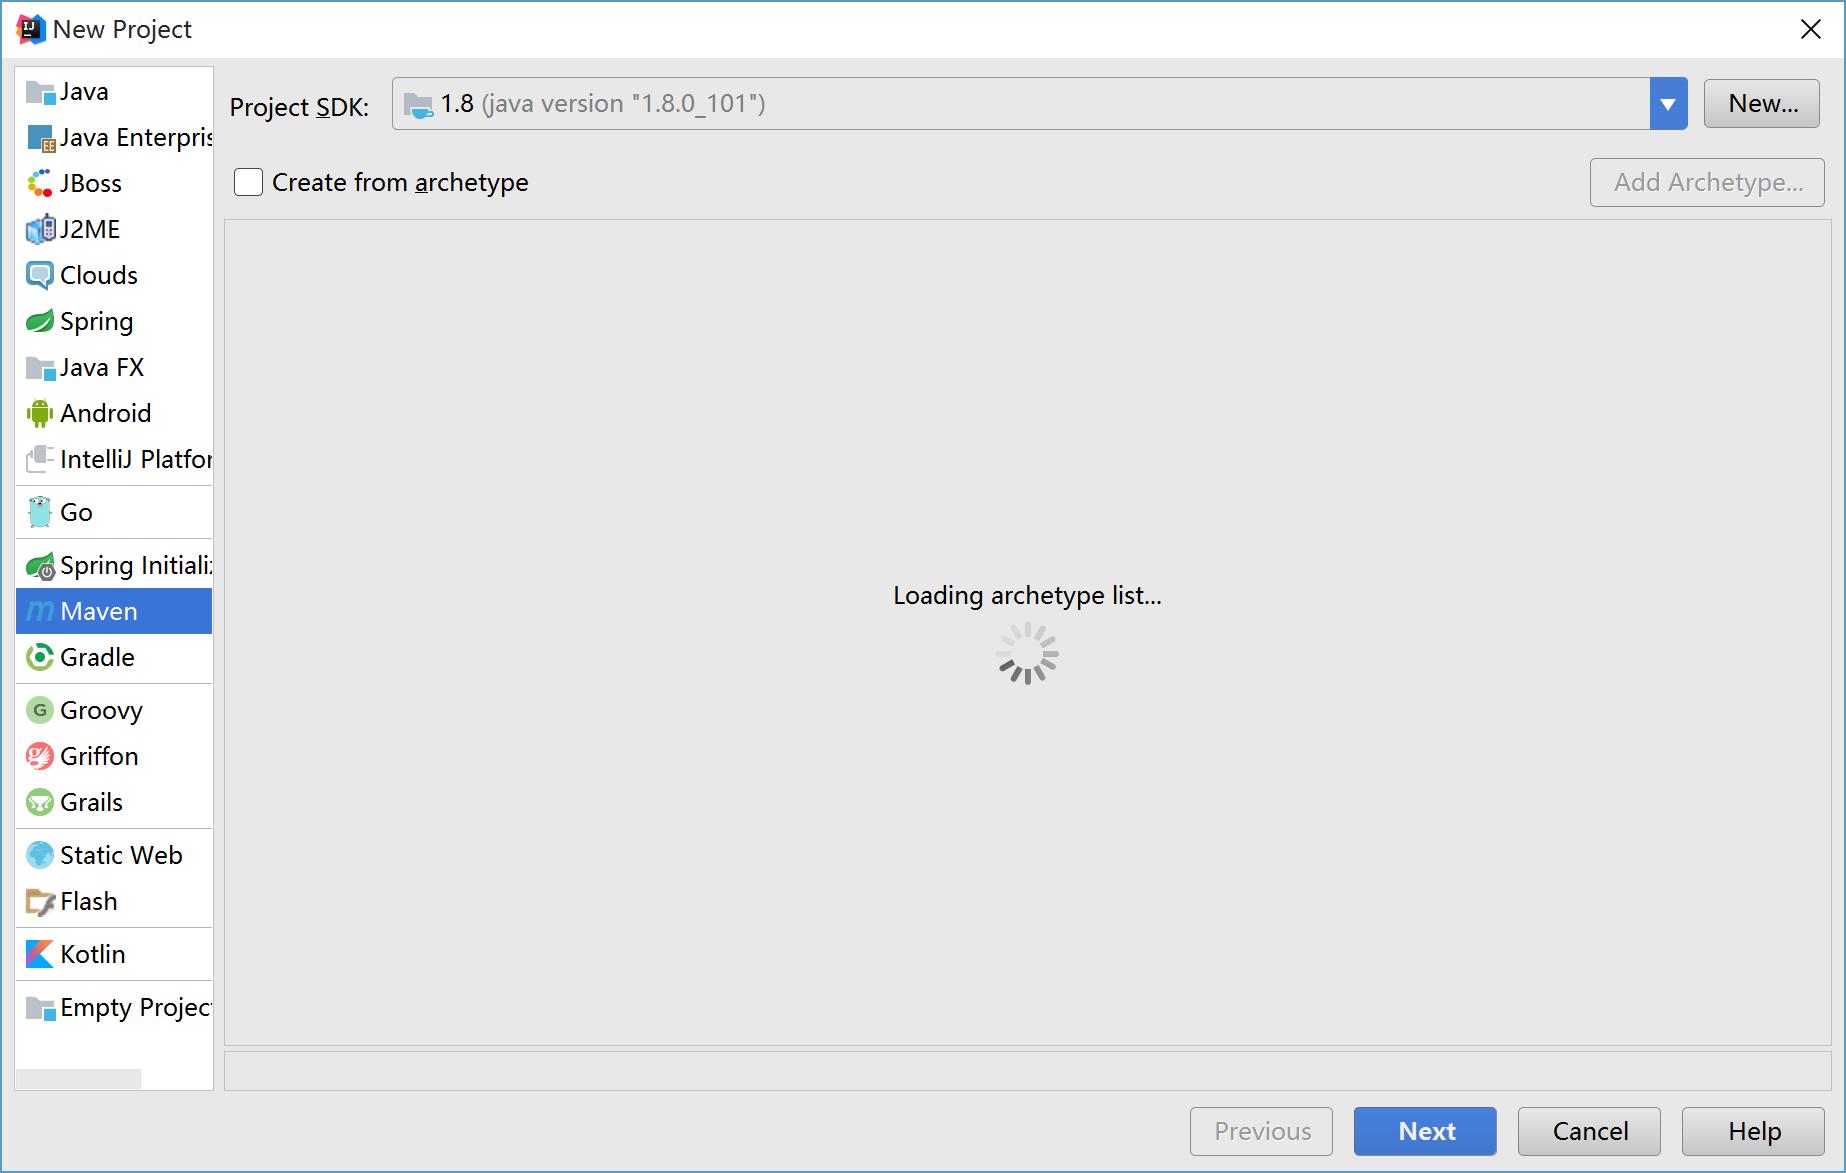 New Project
Java
Java Enterpris
JBoss
J2ME
Clouds
Spring
Java FX
Android
IntelliJ Platfor
Go
Spring Initializ
Maven
Gradle
Groovy
Griffon
Grails
Static Web
Flash
Kotlin
Empty Project
Project SDK: 1.8 (java version "1.8.0_101") New...
Create from archetype Add Archetype...
Loading archetype list...
Previous Next Cancel Help